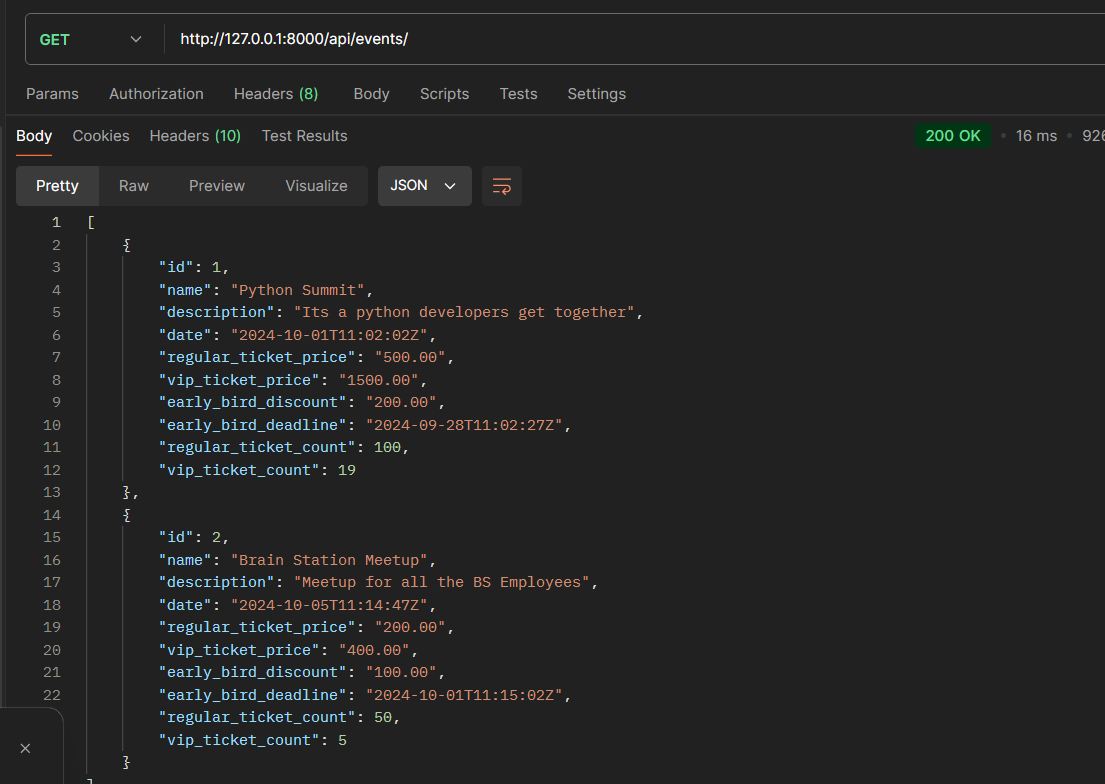 GET http://127.0.0.1:8000/api/events/
Params Authorization Headers (8) Body Scripts Tests Settings
Body Cookies Headers (10) Test Results 200 OK • 16 ms • 926
Pretty Raw Preview Visualize JSON
1 [
2 {
3 "id": 1,
4 "name": "Python Summit",
5 "description": "Its a python developers get together",
6 "date": "2024-10-01T11:02:02Z",
7 "regular_ticket_price": "500.00",
8 "vip_ticket_price": "1500.00",
9 "early_bird_discount": "200.00",
10 "early_bird_deadline": "2024-09-28T11:02:27Z",
11 "regular_ticket_count": 100,
12 "vip_ticket_count": 19
13 },
14 {
15 "id": 2,
16 "name": "Brain Station Meetup",
17 "description": "Meetup for all the BS Employees",
18 "date": "2024-10-05T11:14:47Z",
19 "regular_ticket_price": "200.00",
20 "vip_ticket_price": "400.00",
21 "early_bird_discount": "100.00",
22 "early_bird_deadline": "2024-10-01T11:15:02Z",
"regular_ticket_count": 50,
"vip_ticket_count": 5
}
]